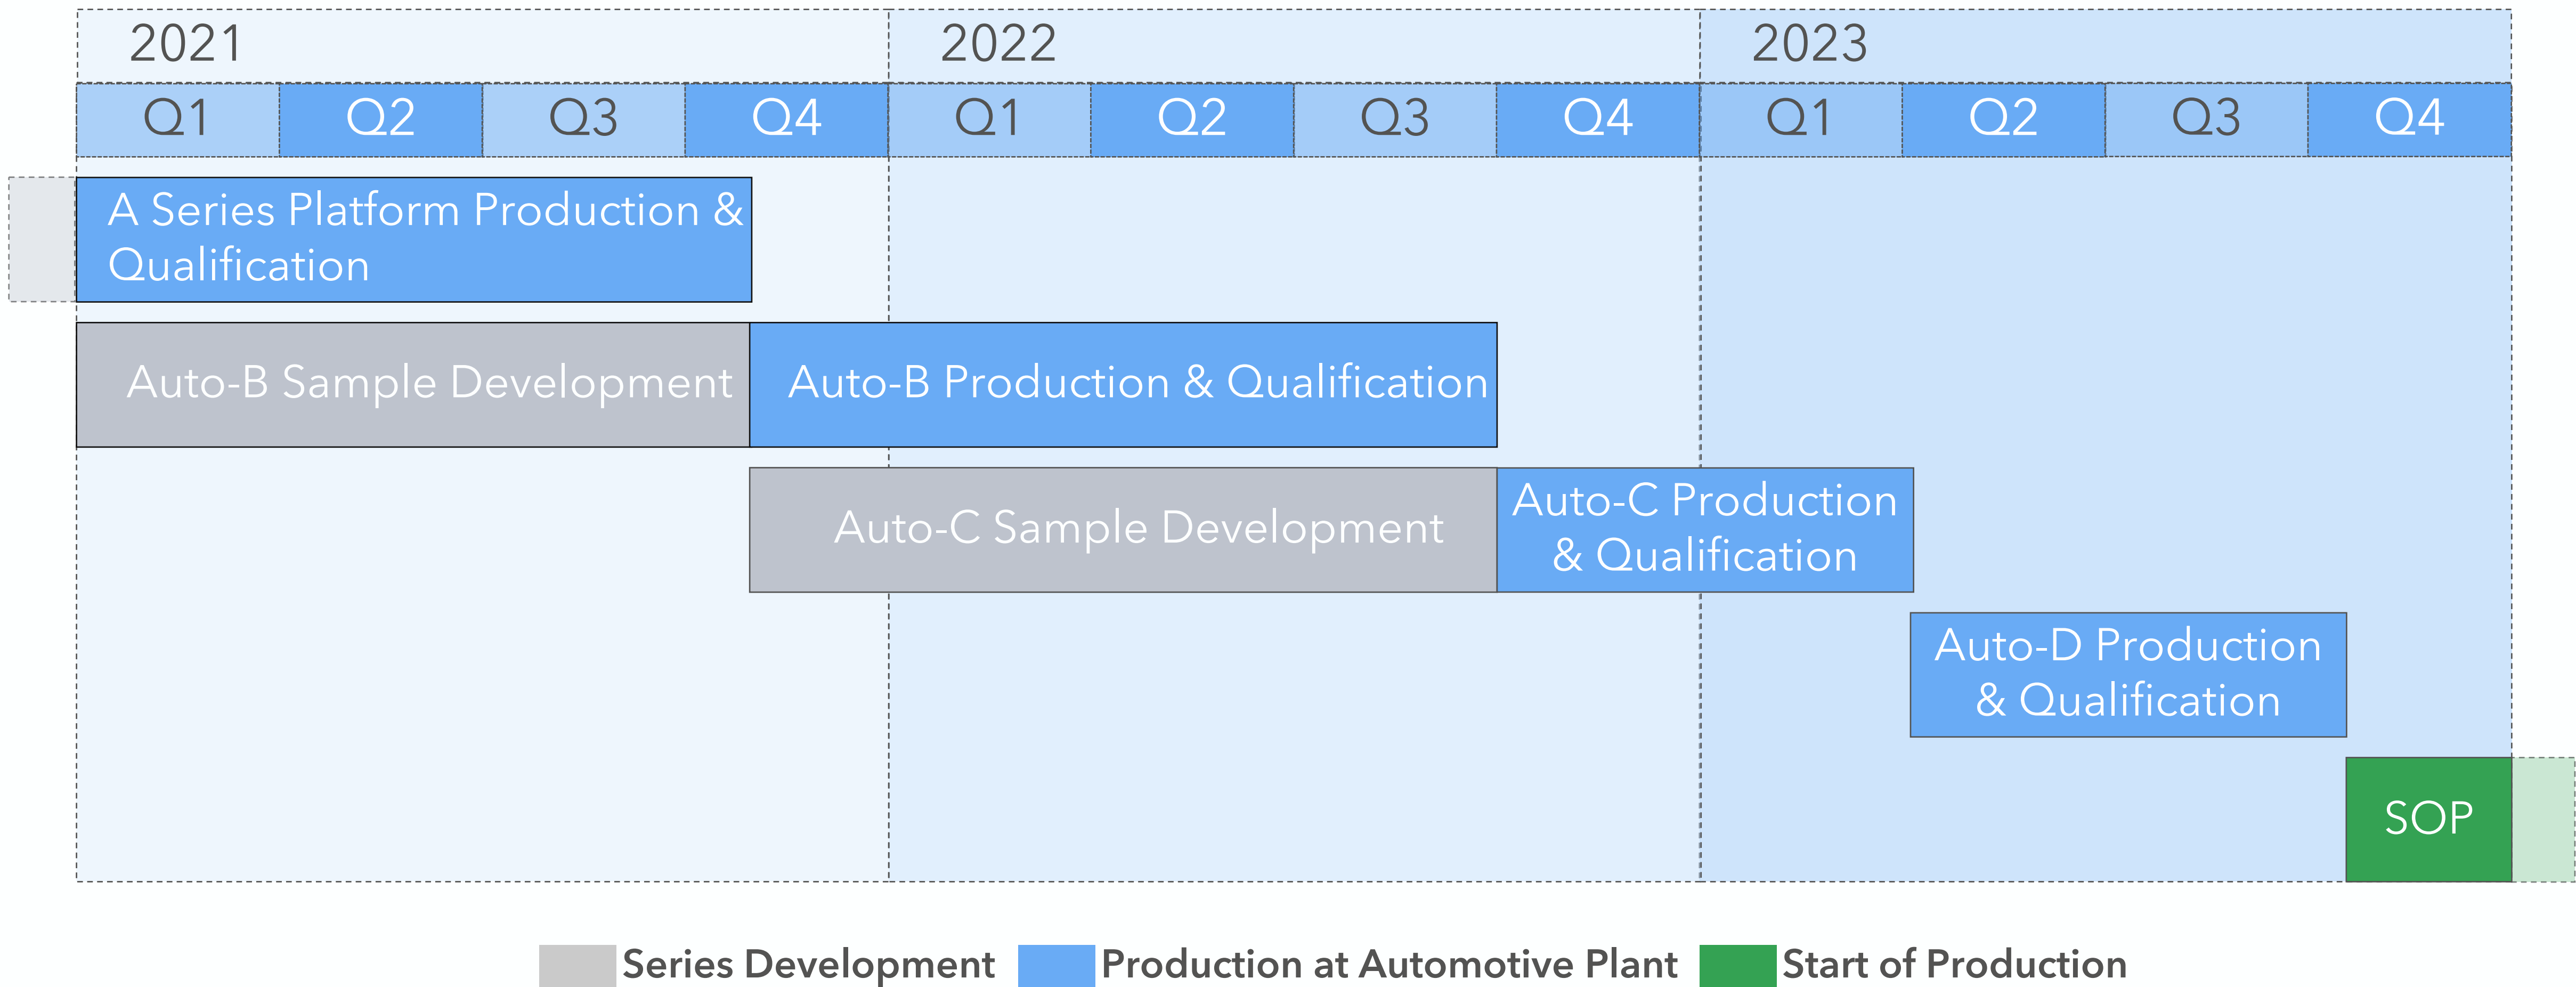 2021
2022
2023
Q1
Q2
Q3
Q4
Q1
Q2
Q3
Q4
Q1
Q2
Q3
Q4
A Series Platform Production &
Qualification
Auto-B Sample Development
Auto-B Production & Qualification
Auto-C Sample Development
Auto-C Production
& Qualification
Auto-D Production
& Qualification
SOP
Series Development
Production at Automotive Plant
Start of Production